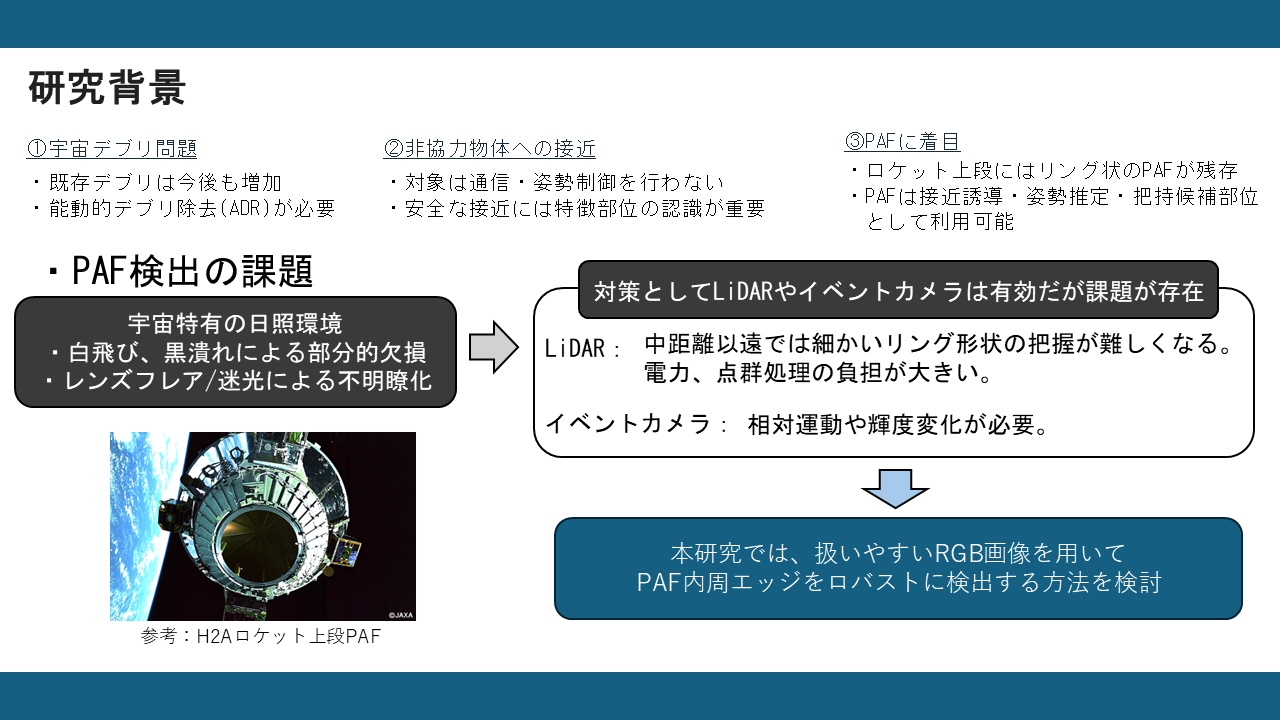 研究背景
①宇宙デブリ問題
・既存デブリは今後も増加
・能動的デブリ除去(ADR)が必要
②非協力物体への接近
・対象は通信・姿勢制御を行わない
・安全な接近には特徴部位の認識が重要
③PAFに着目
・ロケット上段にはリング状のPAFが残存
・PAFは接近誘導・姿勢推定・把持候補部位
として利用可能
・PAF検出の課題
宇宙特有の日照環境
・白飛び、黒潰れによる部分的欠損
・レンズフレア/迷光による不明瞭化
対策としてLiDARやイベントカメラは有効だが課題が存在
LiDAR： 中距離以遠では細かいリング形状の把握が難しくなる。
電力、点群処理の負担が大きい。
イベントカメラ： 相対運動や輝度変化が必要。
本研究では、扱いやすいRGB画像を用いて
PAF内周エッジをロバストに検出する方法を検討
©JAXA
参考：H2Aロケット上段PAF